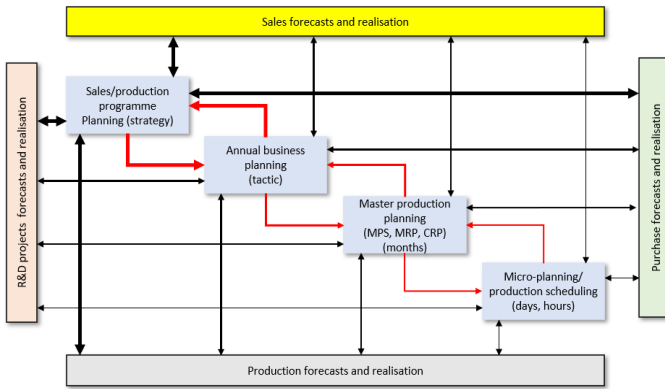 Sales forecasts and realisation
R&D projects forecasts and realisation
Sales/production
programme
Planning (strategy)
Annual business
planning
(tactic)
Master production
planning
(MPS, MRP, CRP)
(months)
Micro-planning/
production scheduling
(days, hours)
Purchase forecasts and realisation
Production forecasts and realisation